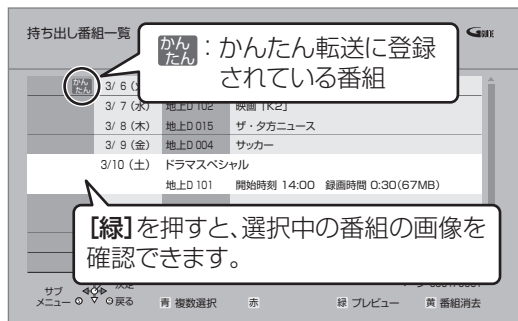 持ち出し番組一覧
GUIDE
かんたん：かんたん転送に登録
されている番組
かんたん
3/ 6
3/ 7 (水) 地上D 102 映画「K2」
3/ 8 (木) 地上D 015 ザ・夕方ニュース
3/ 9 (金) 地上D 004 サッカー
3/10 (土) ドラマスペシャル
地上D 101 開始時刻 14:00 録画時間 0:30(67MB)
[緑]を押すと、選択中の番組の画像を
確認できます。
サブ 決定
メニュー 戻る 青 複数選択 赤 緑 プレビュー 黄 番組消去